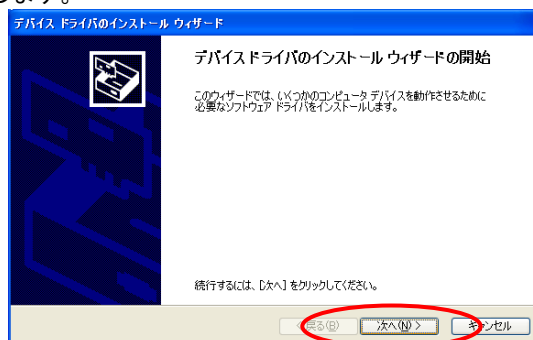 します。
デバイス ドライバのインストール ウィザード
デバイス ドライバのインストール ウィザードの開始
このウィザードでは、いくつかのコンピュータ デバイスを動作させるために
必要なソフトウェア ドライバをインストールします。
続行するには、[次へ] をクリックしてください。
< 戻る(B) 次へ(N) > キャンセル